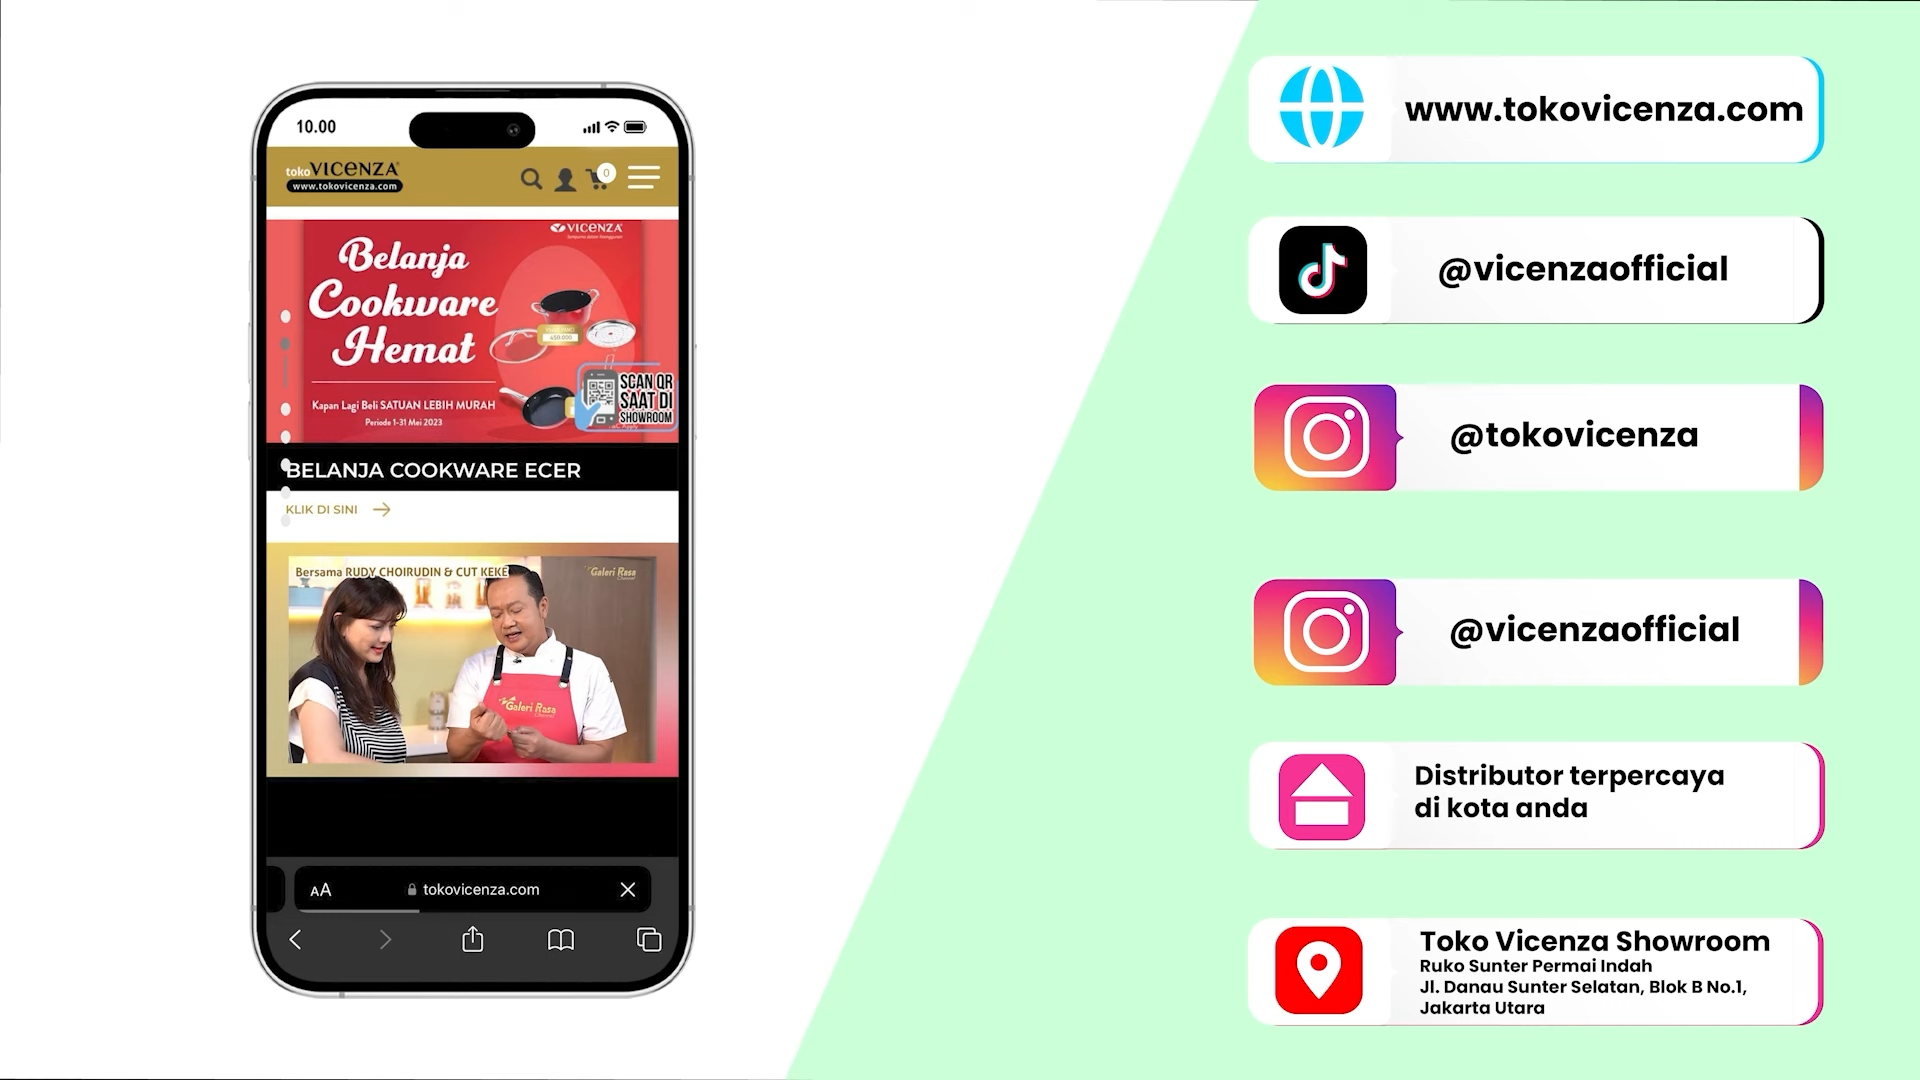 10.00
toko VICENZA
www.tokovicenza.com
0
VICENZA
Belanja
Cookware
Hemat
450.000
SCAN QR
SAAT DI
SHOWROOM
Kapan Lagi Beli SATUAN LEBIH MURAH
Periode 1-31 Mei 2023
BELANJA COOKWARE ECER
KLIK DI SINI
Bersama RUDY CHOIRUDIN & CUT KEKE
Galeri Rasa
Galeri Rasa
AA
tokovicenza.com
www.tokovicenza.com
@vicenzaofficial
@tokovicenza
@vicenzaofficial
Distributor terpercaya
di kota anda
Toko Vicenza Showroom
Ruko Sunter Permai Indah
Jl. Danau Sunter Selatan, Blok B No.1,
Jakarta Utara